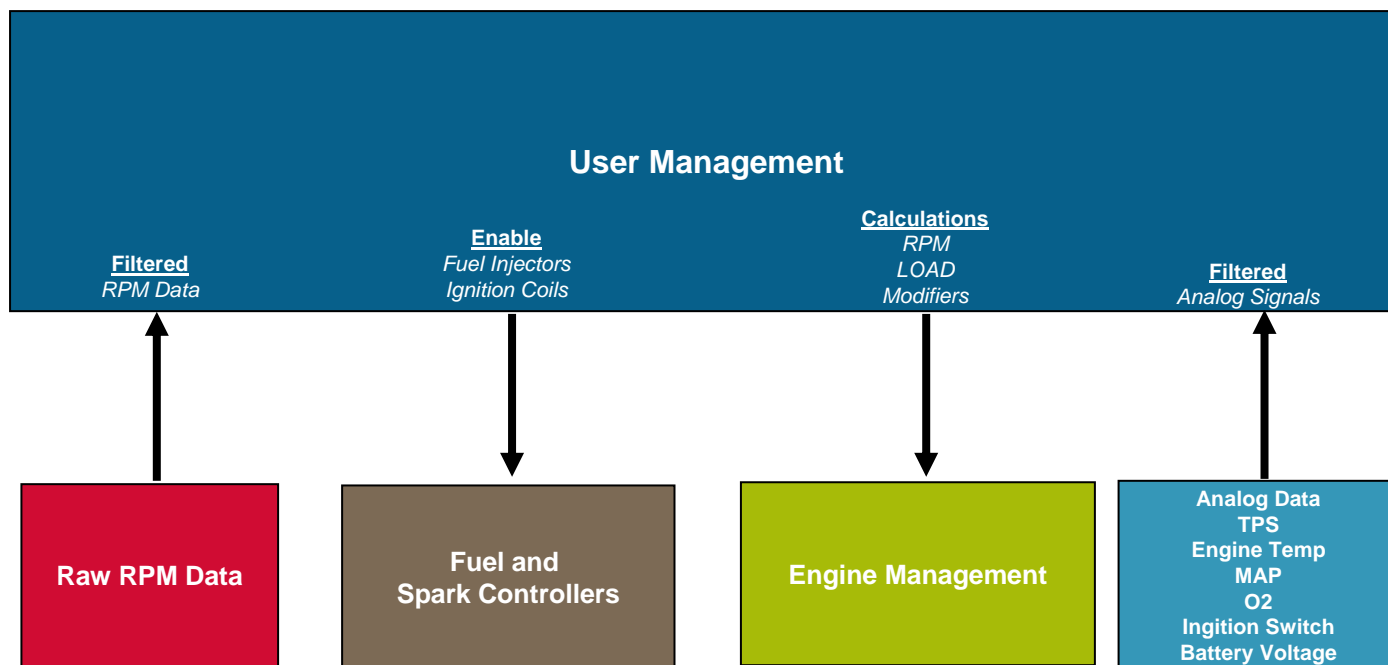 User Management
Filtered
RPM Data
Enable
Fuel Injectors
Ignition Coils
Calculations
RPM
LOAD
Modifiers
Filtered
Analog Signals
Raw RPM Data
Fuel and
Spark Controllers
Engine Management
Analog Data
TPS
Engine Temp
MAP
O2
Ingition Switch
Battery Voltage